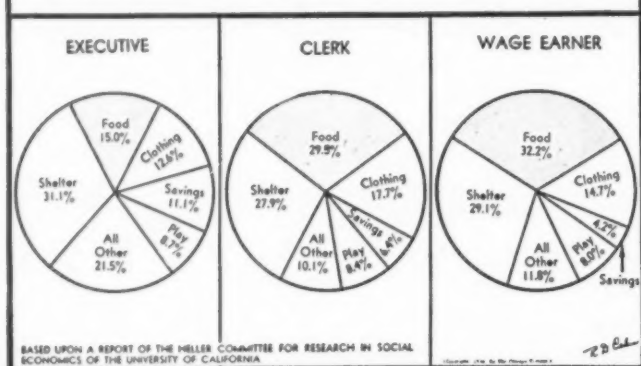 EXECUTIVE
Food
15.0%
Clothing
12.6%
Savings
11.1%
Play
8.7%
All
Other
21.5%
Shelter
31.1%
CLERK
Food
29.5%
Clothing
17.7%
Savings
6.4%
Play
8.4%
All
Other
10.1%
Shelter
27.9%
WAGE EARNER
Food
32.2%
Clothing
14.7%
4.2%
Savings
Play
8.0%
All
Other
11.8%
Shelter
29.1%
BASED UPON A REPORT OF THE HELLER COMMITTEE FOR RESEARCH IN SOCIAL
ECONOMICS OF THE UNIVERSITY OF CALIFORNIA